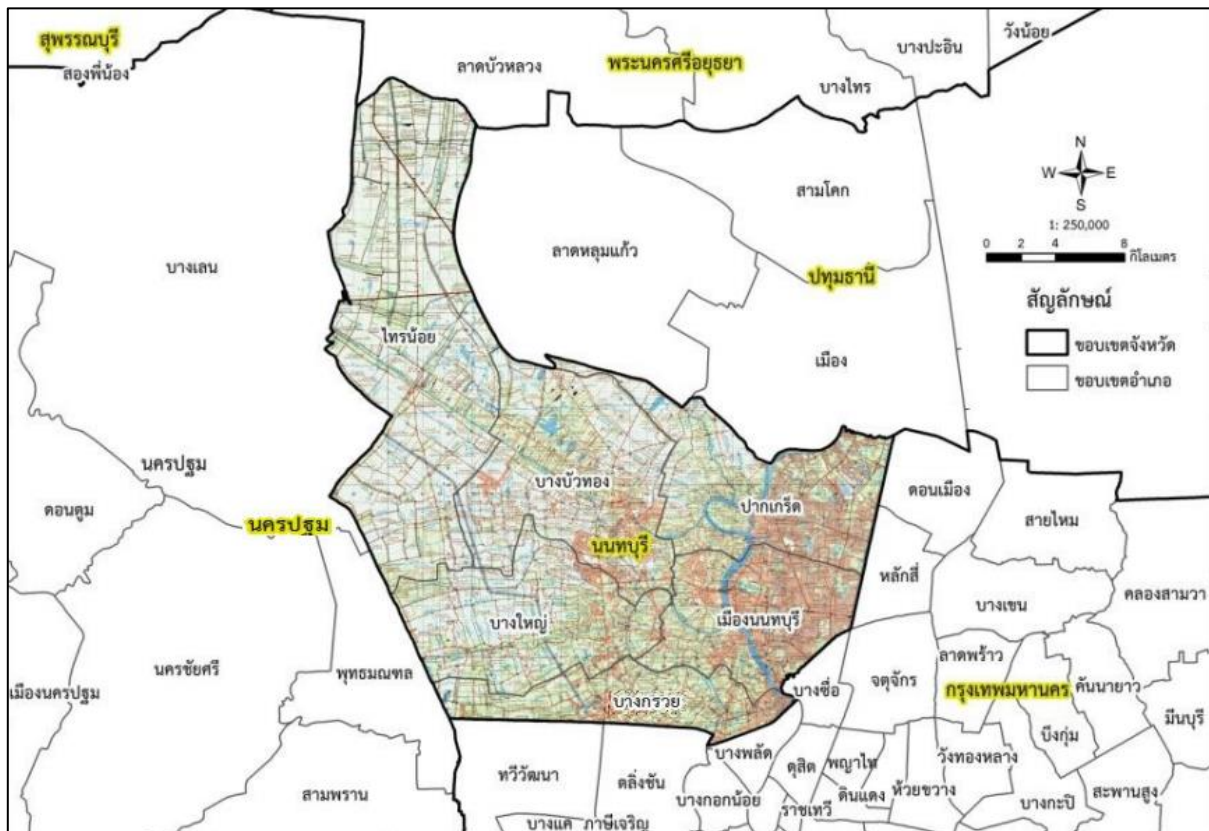 สุพรรณบุรี
สองพี่น้อง
ลาดบัวหลวง
พระนครศรีอยุธยา
บางไทร
บางปะอิน
วังน้อย
N
W
E
S
1: 250,000
0 2 4 8
กิโลเมตร
สัญลักษณ์
ขอบเขตจังหวัด
ขอบเขตอำเภอ
สามโคก
ลาดหลุมแก้ว
ปทุมธานี
เมือง
บางเลน
ไทรน้อย
นครปฐม
ดอนตูม
นครปฐม
บางบัวทอง
ปากเกร็ด
นนทบุรี
บางใหญ่
เมืองนนทบุรี
บางกรวย
ดอนเมือง
สายไหม
หลักสี่
บางเขน
คลองสามวา
ลาดพร้าว
บางซื่อ
จตุจักร
กรุงเทพมหานคร
คันนายาว
มีนบุรี
บึงกุ่ม
นครชัยศรี
พุทธมณฑล
เมืองนครปฐม
สามพราน
ทวีวัฒนา
ตลิ่งชัน
บางพลัด
ดุสิต
พญาไท
วังทองหลาง
ห้วยขวาง
ดินแดง
สะพานสูง
บางกะปิ
บางกอกน้อย
ราชเทวี
บางแค
ภาษีเจริญ